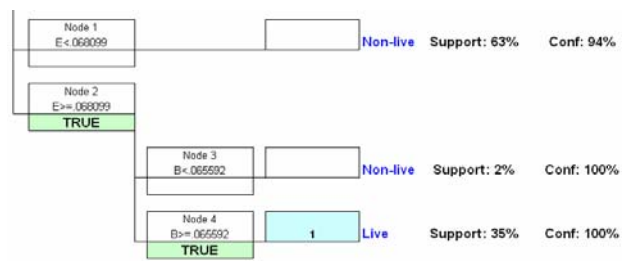 Node 1
E<.068099
Non-live Support: 63% Conf: 94%
Node 2
E>=.068099
TRUE
Node 3
B<.065592
Non-live Support: 2% Conf: 100%
Node 4
B>=.065592
1 Live Support: 35% Conf: 100%
TRUE